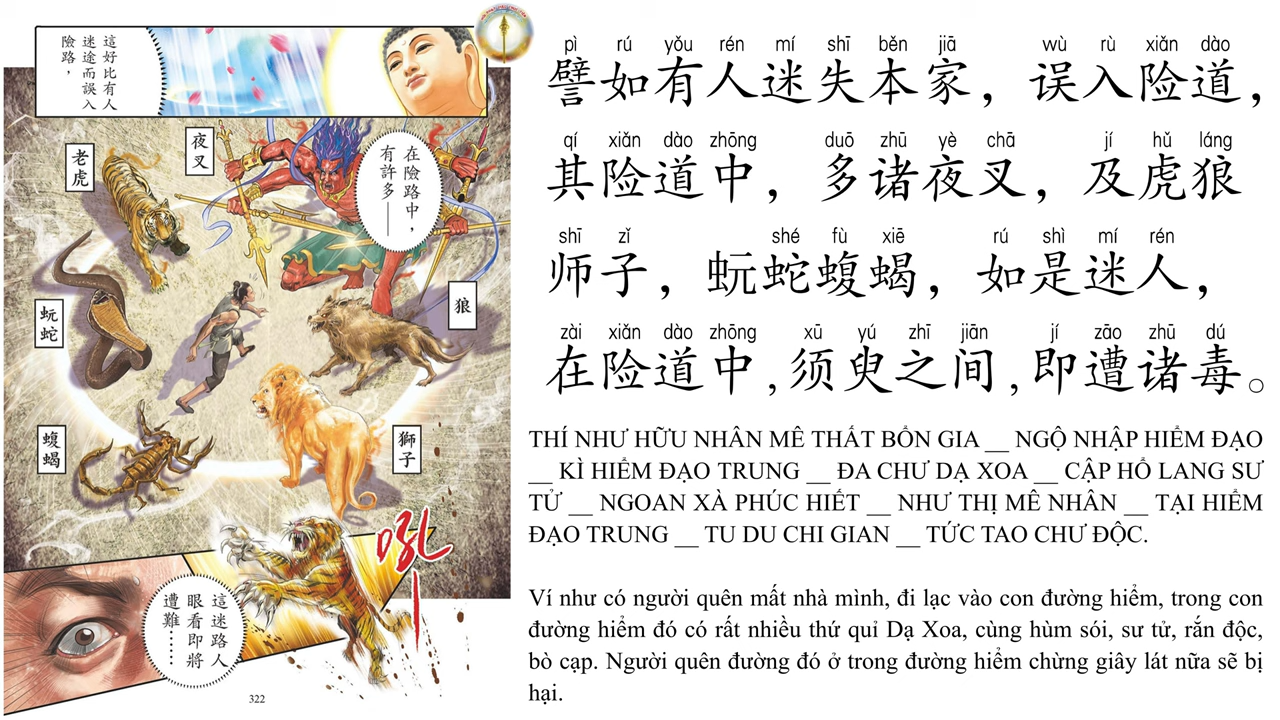 這好比有人
迷途而誤入
險路，
夜叉
老虎
在險路中，
有許多——
蚖蛇
狼
蝮蝎
獅子
吼！
這迷路人
眼看即將
遭難……
322
pì rú yǒu rén mí shī běn jiā wù rù xiǎn dào
譬如有人迷失本家，误入险道，
qí xiǎn dào zhōng duō zhū yè chā jí hǔ láng
其险道中，多诸夜叉，及虎狼
shī zǐ shé fù xiē rú shì mí rén
师子，蚖蛇蝮蝎，如是迷人，
zài xiǎn dào zhōng xū yú zhī jiān jí zāo zhū dú
在险道中,须臾之间,即遭诸毒。
THÍ NHƯ HỮU NHÂN MÊ THẤT BỔN GIA __ NGỘ NHẬP HIỂM ĐẠO
__ KÌ HIỂM ĐẠO TRUNG __ ĐA CHƯ DẠ XOA __ CẬP HỔ LANG SƯ
TỬ __ NGOAN XÀ PHÚC HIẾT __ NHƯ THỊ MÊ NHÂN __ TẠI HIỂM
ĐẠO TRUNG __ TU DU CHI GIAN __ TỨC TAO CHƯ ĐỘC.
Ví như có người quên mất nhà mình, đi lạc vào con đường hiểm, trong con
đường hiểm đó có rất nhiều thứ quỉ Dạ Xoa, cùng hùm sói, sư tử, rắn độc,
bò cạp. Người quên đường đó ở trong đường hiểm chừng giây lát nữa sẽ bị
hại.